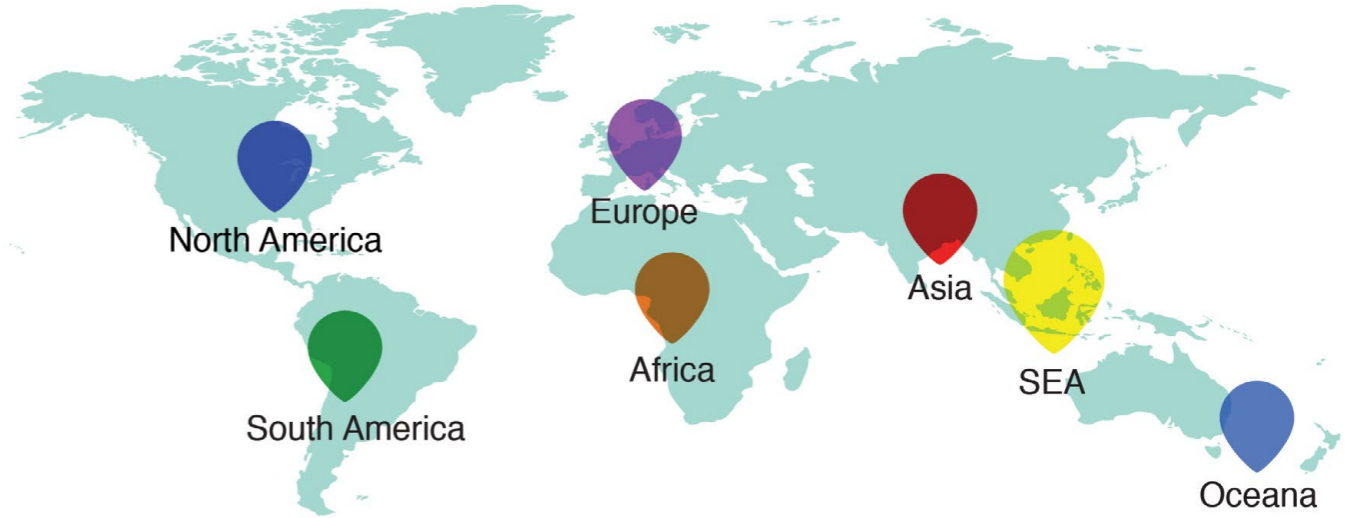 Europe
North America
Asia
Africa
SEA
South America
Oceana